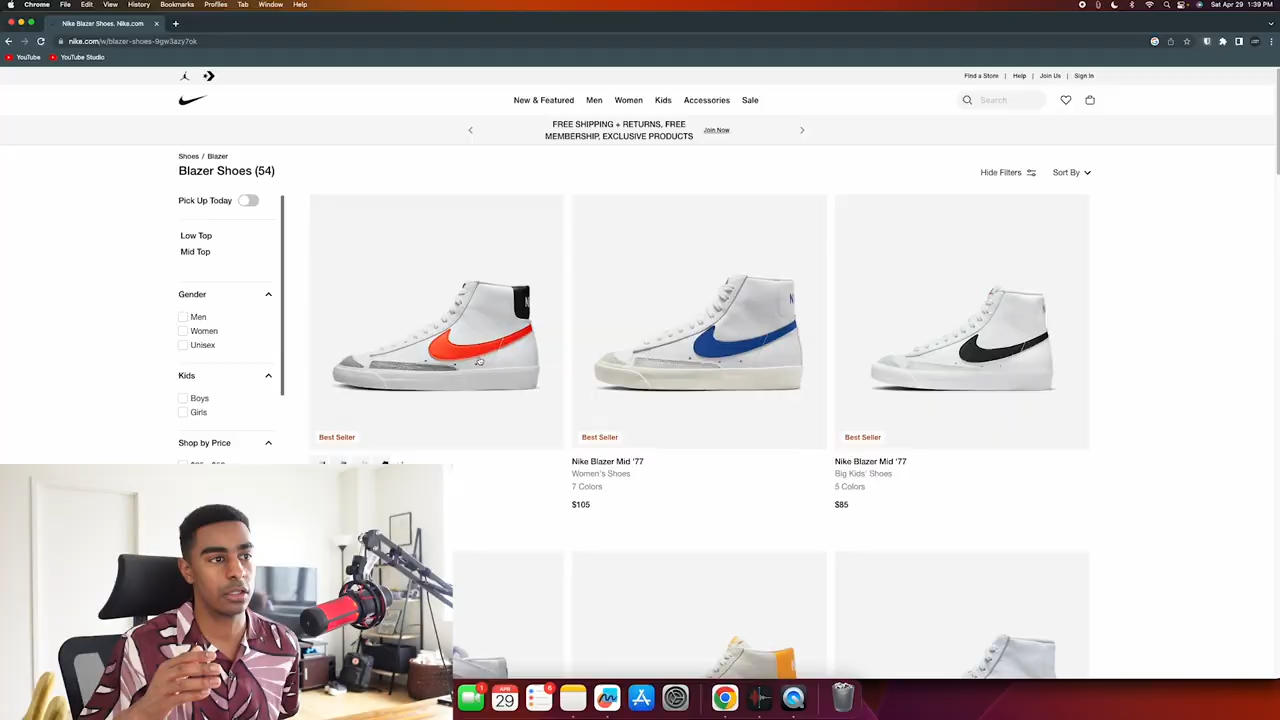 Chrome File Edit View History Bookmarks Profiles Tab Window Help
Sat Apr 29 1:39 PM
Nike Blazer Shoes. Nike.com
nike.com/w/blazer-shoes-9gw3azy7ok
YouTube YouTube Studio
Find a Store | Help | Join Us | Sign In
New & Featured Men Women Kids Accessories Sale
Search
FREE SHIPPING + RETURNS, FREE
MEMBERSHIP, EXCLUSIVE PRODUCTS
Join Now
Shoes / Blazer
Blazer Shoes (54)
Hide Filters Sort By
Pick Up Today
Low Top
Mid Top
Gender
Men
Women
Unisex
Kids
Boys
Girls
Shop by Price
Best Seller
Best Seller
Nike Blazer Mid '77
Women's Shoes
7 Colors
$105
Best Seller
Nike Blazer Mid '77
Big Kids' Shoes
5 Colors
$85
1
APR
29
6